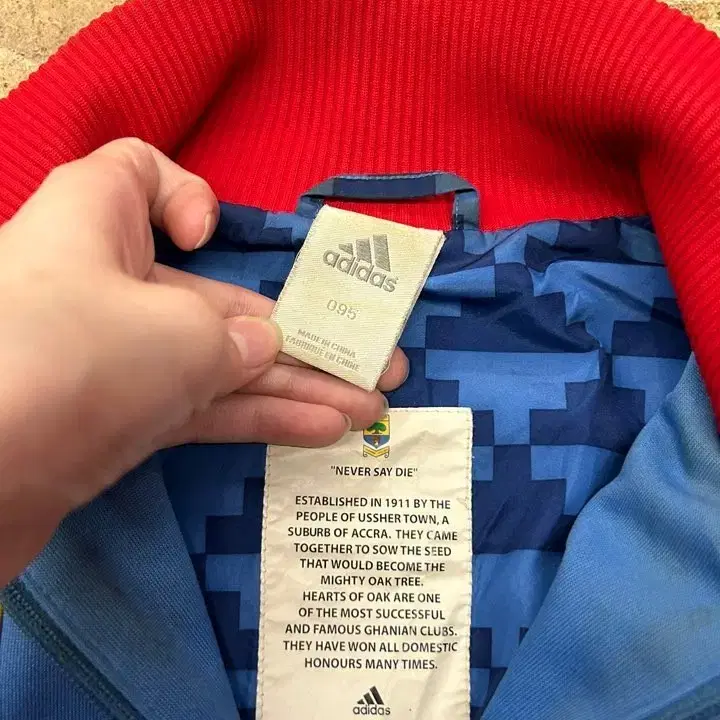 adidas
095
MADE IN CHINA
FABRIQUE EN CHINE
"NEVER SAY DIE"
ESTABLISHED IN 1911 BY THE
PEOPLE OF USSHER TOWN, A
SUBURB OF ACCRA. THEY CAME
TOGETHER TO SOW THE SEED
THAT WOULD BECOME THE
MIGHTY OAK TREE.
HEARTS OF OAK ARE ONE
OF THE MOST SUCCESSFUL
AND FAMOUS GHANIAN CLUBS.
THEY HAVE WON ALL DOMESTIC
HONOURS MANY TIMES.
adidas